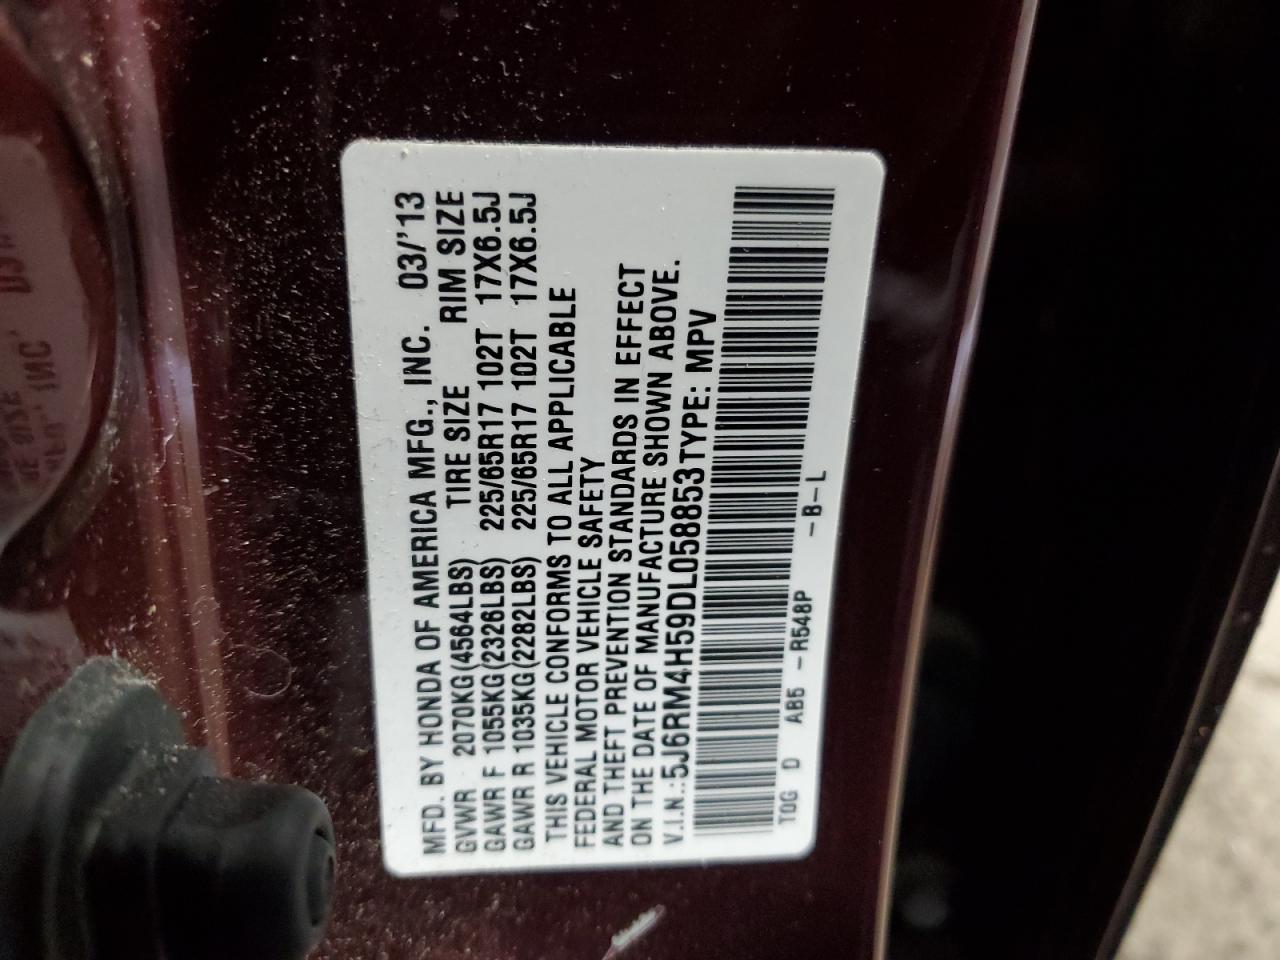 MFD. BY HONDA OF AMERICA MFG., INC. 03/'13
GVWR 2070KG(4564LBS) TIRE SIZE RIM SIZE
GAWR F 1055KG(2326LBS) 225/65R17 102T 17X6.5J
GAWR R 1035KG(2282LBS) 225/65R17 102T 17X6.5J
THIS VEHICLE CONFORMS TO ALL APPLICABLE
FEDERAL MOTOR VEHICLE SAFETY
AND THEFT PREVENTION STANDARDS IN EFFECT
ON THE DATE OF MANUFACTURE SHOWN ABOVE.
V.I.N.:5J6RM4H59DL058853 TYPE: MPV
T0G D AB5 -R548P -B-L